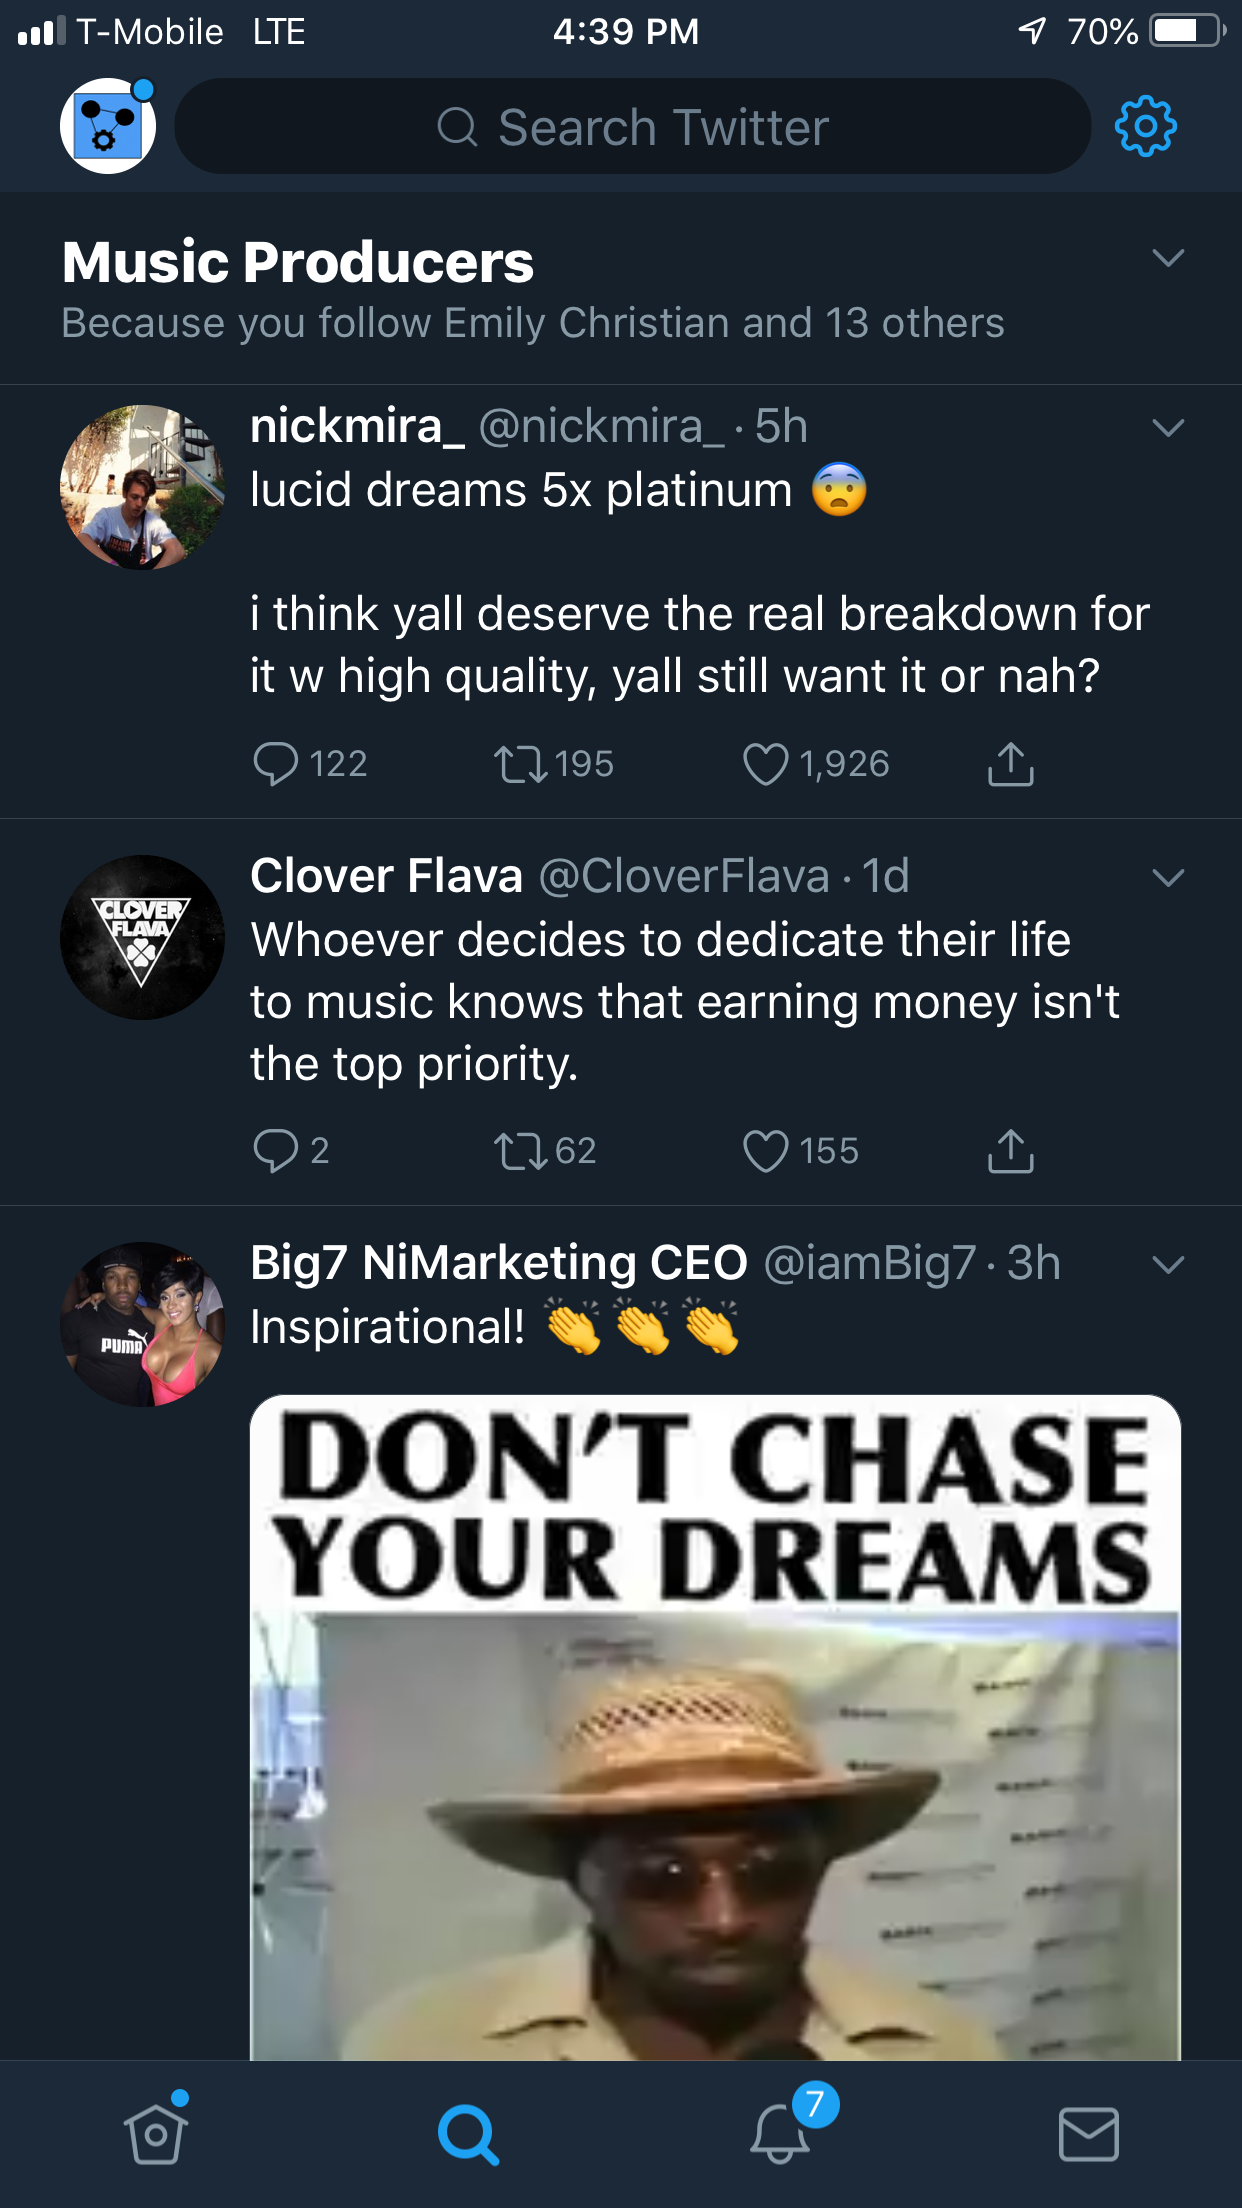 T-Mobile LTE 4:39 PM 70%
Search Twitter
Music Producers
Because you follow Emily Christian and 13 others
nickmira_ @nickmira_ · 5h
lucid dreams 5x platinum 😨
i think yall deserve the real breakdown for
it w high quality, yall still want it or nah?
122 195 1,926
CLOVER
FLAVA
Clover Flava @CloverFlava · 1d
Whoever decides to dedicate their life
to music knows that earning money isn't
the top priority.
2 62 155
PUMA
Big7 NiMarketing CEO @iamBig7 · 3h
Inspirational! 👏👏👏
DON'T CHASE
YOUR DREAMS
7